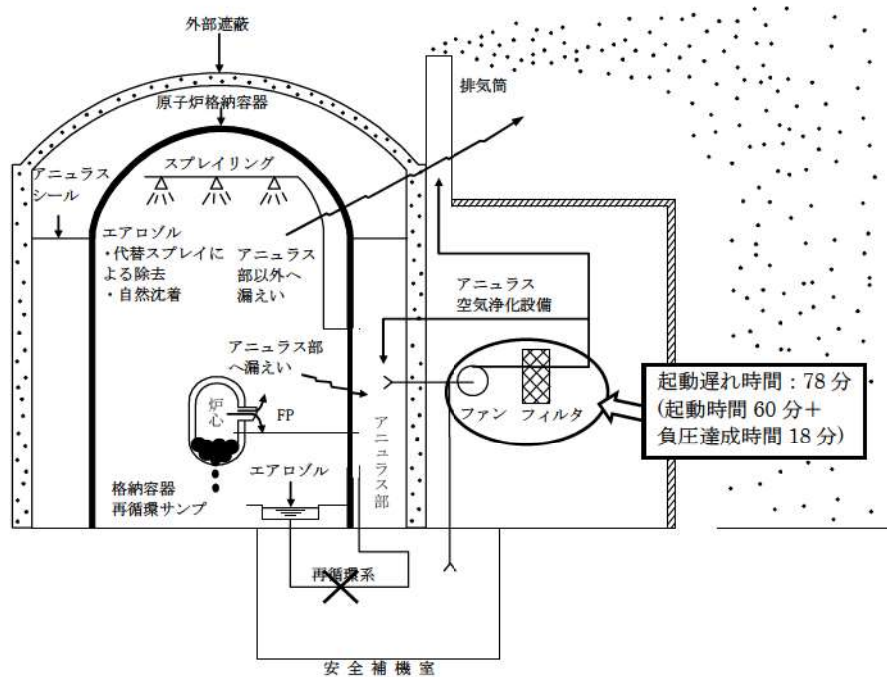 外部遮蔽
原子炉格納容器
排気筒
アニュラス
シール
スプレイリング
エアロゾル
・代替スプレイに
よる除去
・自然沈着
アニュラス
部以外へ
漏えい
アニュラス
空気浄化設備
アニュラス部
へ漏えい
起動遅れ時間：78 分
(起動時間 60 分＋
負圧達成時間 18 分)
ファン
フィルタ
炉心
FP
アニュラス部
エアロゾル
格納容器
再循環サンプ
再循環系
安全補機室